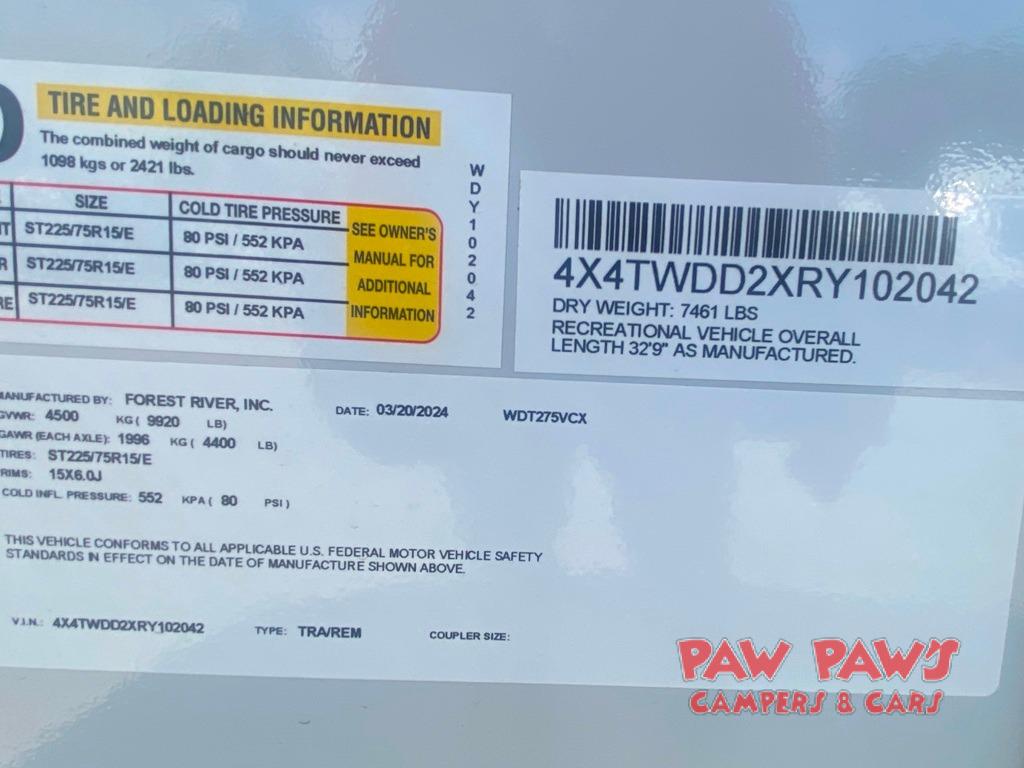 TIRE AND LOADING INFORMATION
The combined weight of cargo should never exceed
1098 kgs or 2421 lbs.
SIZE COLD TIRE PRESSURE
ST225/75R15/E 80 PSI / 552 KPA
ST225/75R15/E 80 PSI / 552 KPA
ST225/75R15/E 80 PSI / 552 KPA
SEE OWNER'S
MANUAL FOR
ADDITIONAL
INFORMATION
WDY102042
4X4TWDD2XRY102042
DRY WEIGHT: 7461 LBS
RECREATIONAL VEHICLE OVERALL
LENGTH 32'9" AS MANUFACTURED.
MANUFACTURED BY: FOREST RIVER, INC. DATE: 03/20/2024 WDT275VCX
GVWR: 4500 KG ( 9920 LB)
GAWR (EACH AXLE): 1996 KG ( 4400 LB)
TIRES: ST225/75R15/E
RIMS: 15X6.0J
COLD INFL. PRESSURE: 552 KPA ( 80 PSI )
THIS VEHICLE CONFORMS TO ALL APPLICABLE U.S. FEDERAL MOTOR VEHICLE SAFETY
STANDARDS IN EFFECT ON THE DATE OF MANUFACTURE SHOWN ABOVE.
V.I.N.: 4X4TWDD2XRY102042 TYPE: TRA/REM COUPLER SIZE:
PAW PAW'S
CAMPERS & CARS